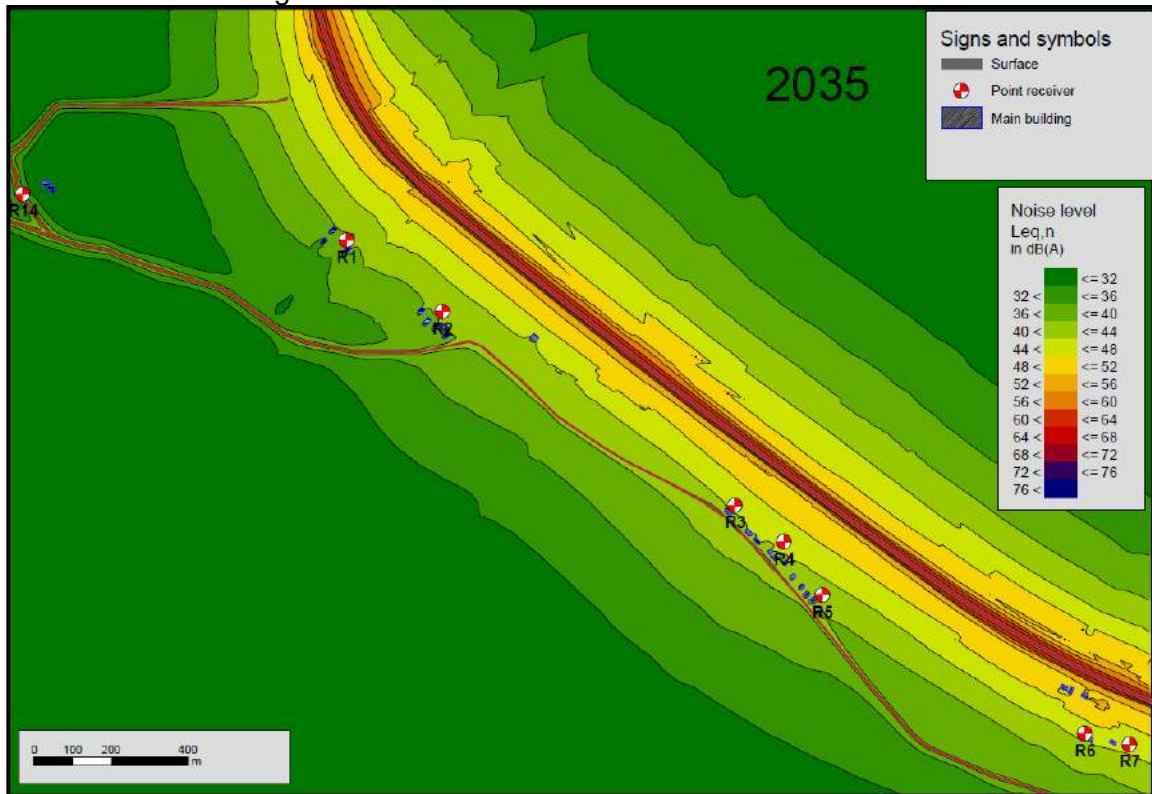 2035
Signs and symbols
Surface
Point receiver
Main building
Noise level
Leq,n
in dB(A)
<= 32
32 < <= 36
36 < <= 40
40 < <= 44
44 < <= 48
48 < <= 52
52 < <= 56
56 < <= 60
60 < <= 64
64 < <= 68
68 < <= 72
72 < <= 76
76 <
R14
R1
R2
R3
R4
R5
R6
R7
0 100 200 400
m